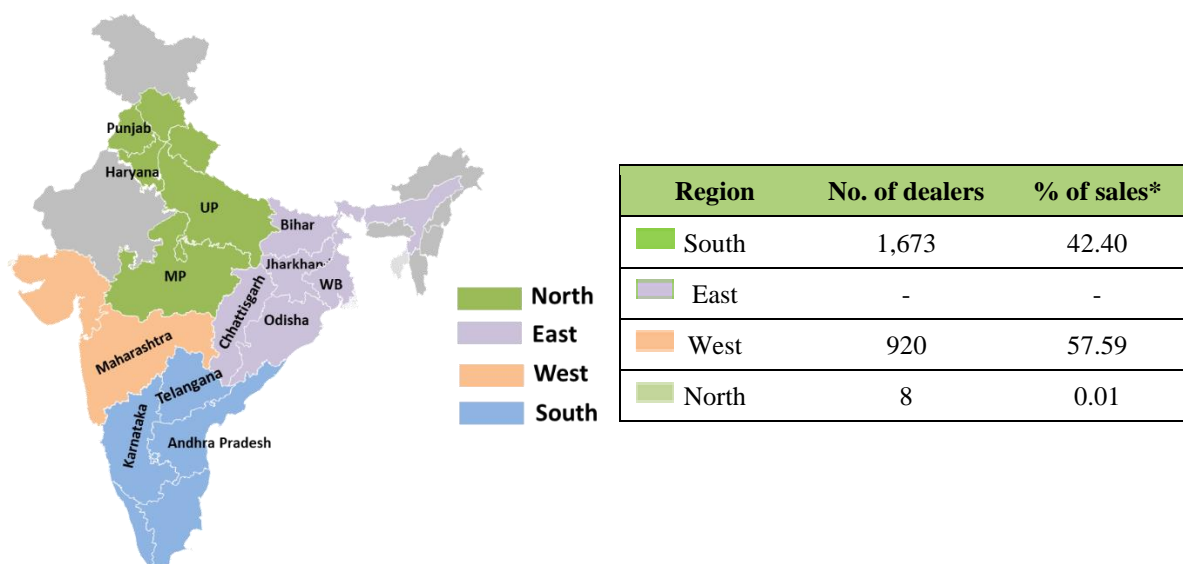 Punjab
Haryana
UP
Bihar
MP
Jharkhan
WB
Chhattisgarh
Odisha
Maharashtra
Telangana
Karnataka
Andhra Pradesh
North
East
West
South
Region No. of dealers % of sales*
South 1,673 42.40
East - -
West 920 57.59
North 8 0.01